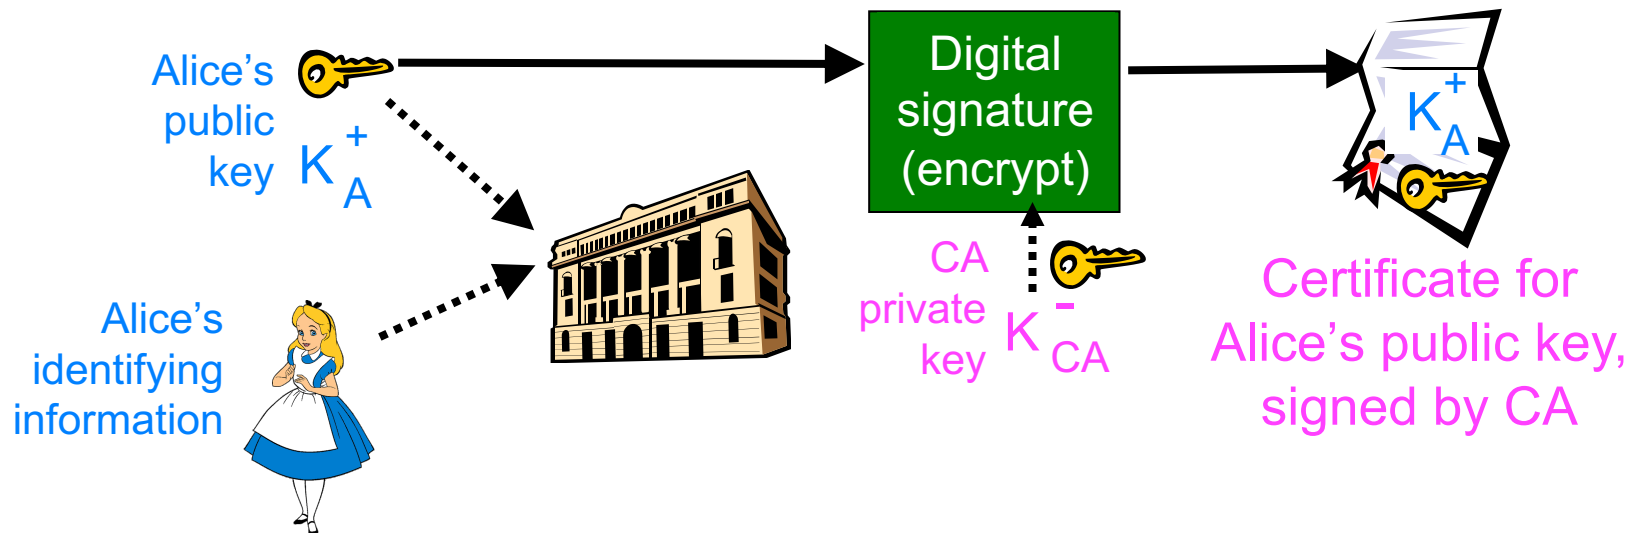 Alice’s
public
key
K
+
A
Alice’s
identifying
information
Digital
signature
(encrypt)
CA
private
key
K
-
CA
K
+
A
Certificate for
Alice’s public key,
signed by CA